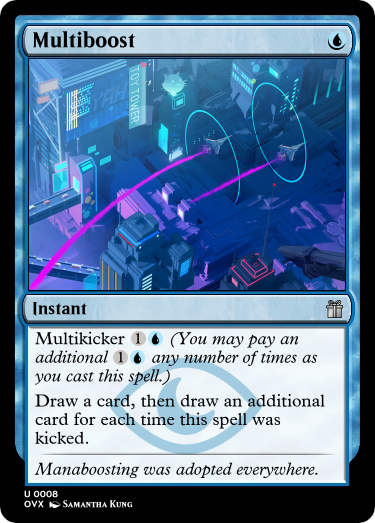 Multiboost
TOY TOWER
Instant
Multikicker 1 (You may pay an
additional 1 any number of times as
you cast this spell.)
Draw a card, then draw an additional
card for each time this spell was
kicked.
Manaboosting was adopted everywhere.
U 0008
OVX Samantha Kung